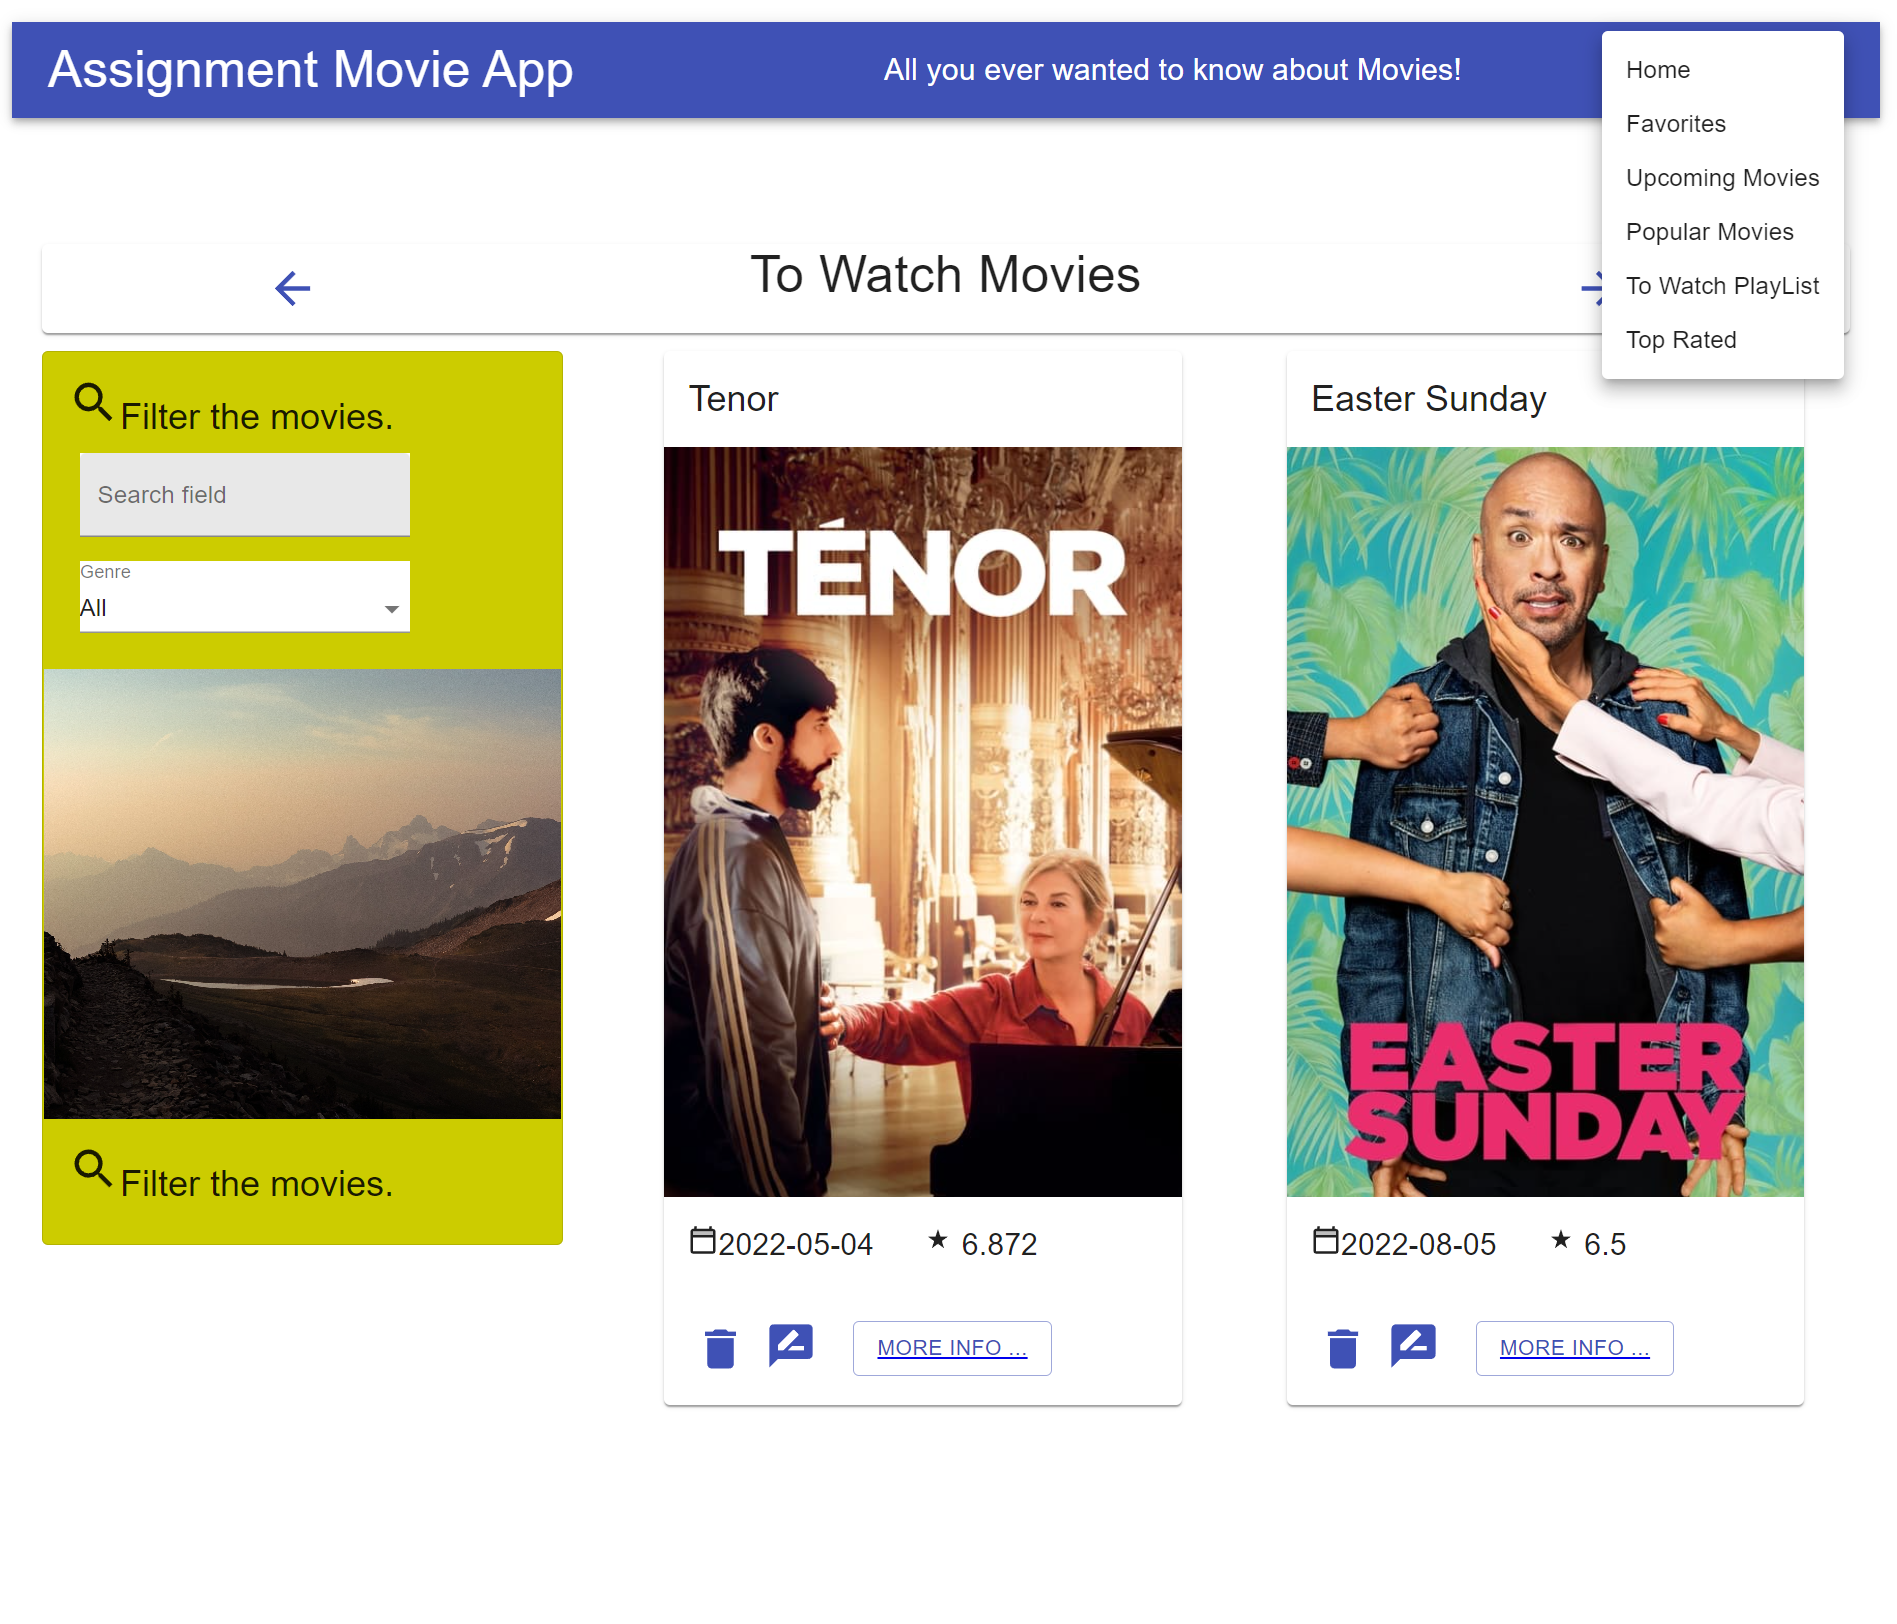 Assignment Movie App
All you ever wanted to know about Movies!
Home
Favorites
Upcoming Movies
Popular Movies
To Watch PlayList
Top Rated
To Watch Movies
Filter the movies.
Search field
Genre
All
Filter the movies.
Tenor
TÉNOR
2022-05-04
6.872
MORE INFO ...
Easter Sunday
EASTER
SUNDAY
2022-08-05
6.5
MORE INFO ...